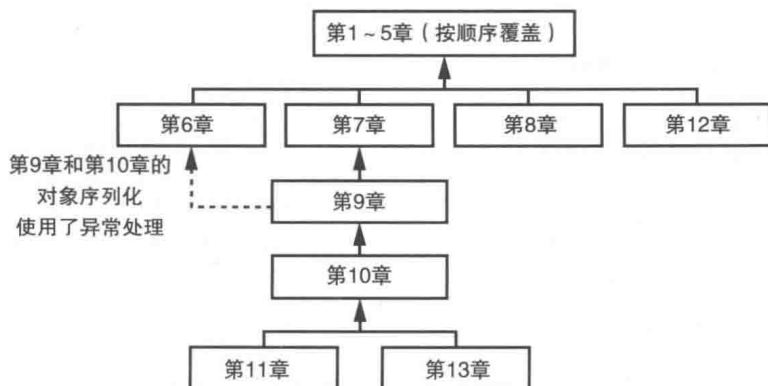 第1～5章（按顺序覆盖）
第6章
第7章
第8章
第12章
第9章和第10章的
对象序列化
使用了异常处理
第9章
第10章
第11章
第13章